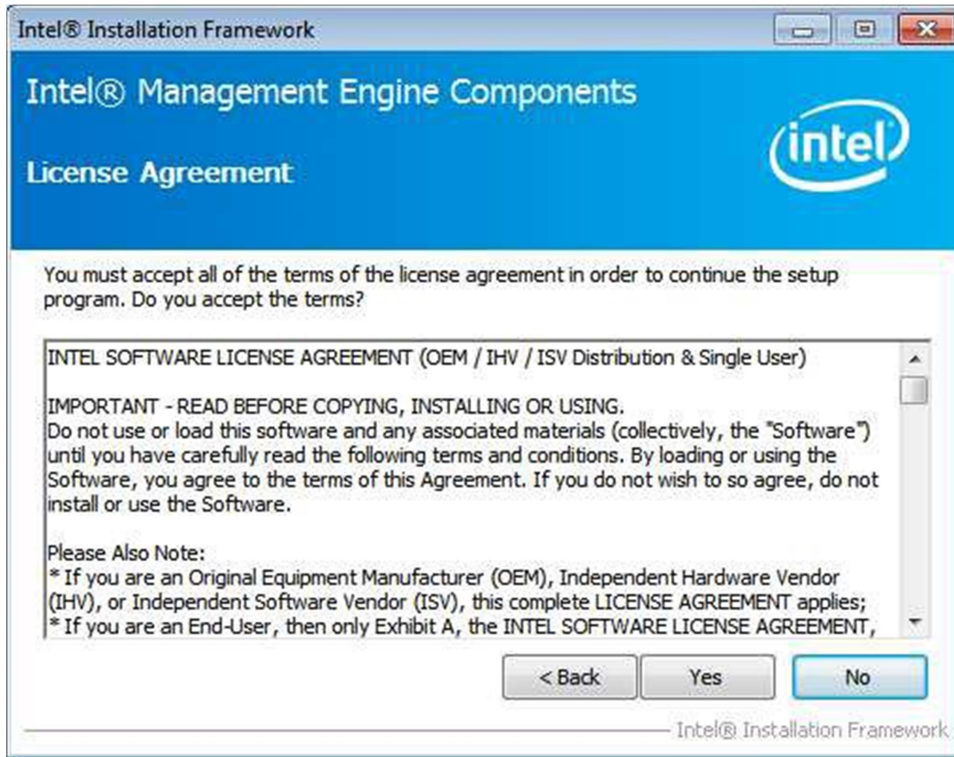 Intel® Installation Framework
Intel® Management Engine Components
intel
License Agreement
You must accept all of the terms of the license agreement in order to continue the setup
program. Do you accept the terms?
INTEL SOFTWARE LICENSE AGREEMENT (OEM / IHV / ISV Distribution & Single User)
IMPORTANT - READ BEFORE COPYING, INSTALLING OR USING.
Do not use or load this software and any associated materials (collectively, the "Software")
until you have carefully read the following terms and conditions. By loading or using the
Software, you agree to the terms of this Agreement. If you do not wish to so agree, do not
install or use the Software.
Please Also Note:
* If you are an Original Equipment Manufacturer (OEM), Independent Hardware Vendor
(IHV), or Independent Software Vendor (ISV), this complete LICENSE AGREEMENT applies;
* If you are an End-User, then only Exhibit A, the INTEL SOFTWARE LICENSE AGREEMENT,
< Back Yes No
Intel® Installation Framework